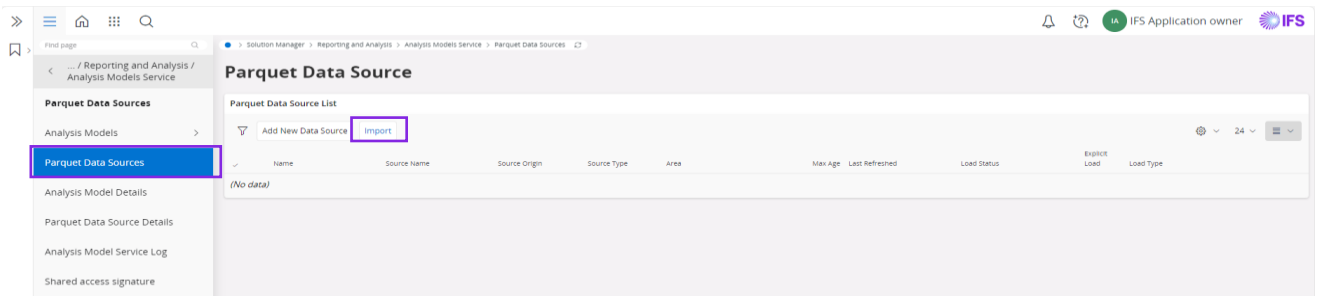 IA IFS Application owner IFS
Find page
Solution Manager > Reporting and Analysis > Analysis Models Service > Parquet Data Sources
... / Reporting and Analysis /
Analysis Models Service
Parquet Data Source
Parquet Data Sources
Parquet Data Source List
Analysis Models
Add New Data Source Import 24
Parquet Data Sources
Name Source Name Source Origin Source Type Area Max Age Last Refreshed Load Status Explicit Load Load Type
(No data)
Analysis Model Details
Parquet Data Source Details
Analysis Model Service Log
Shared access signature